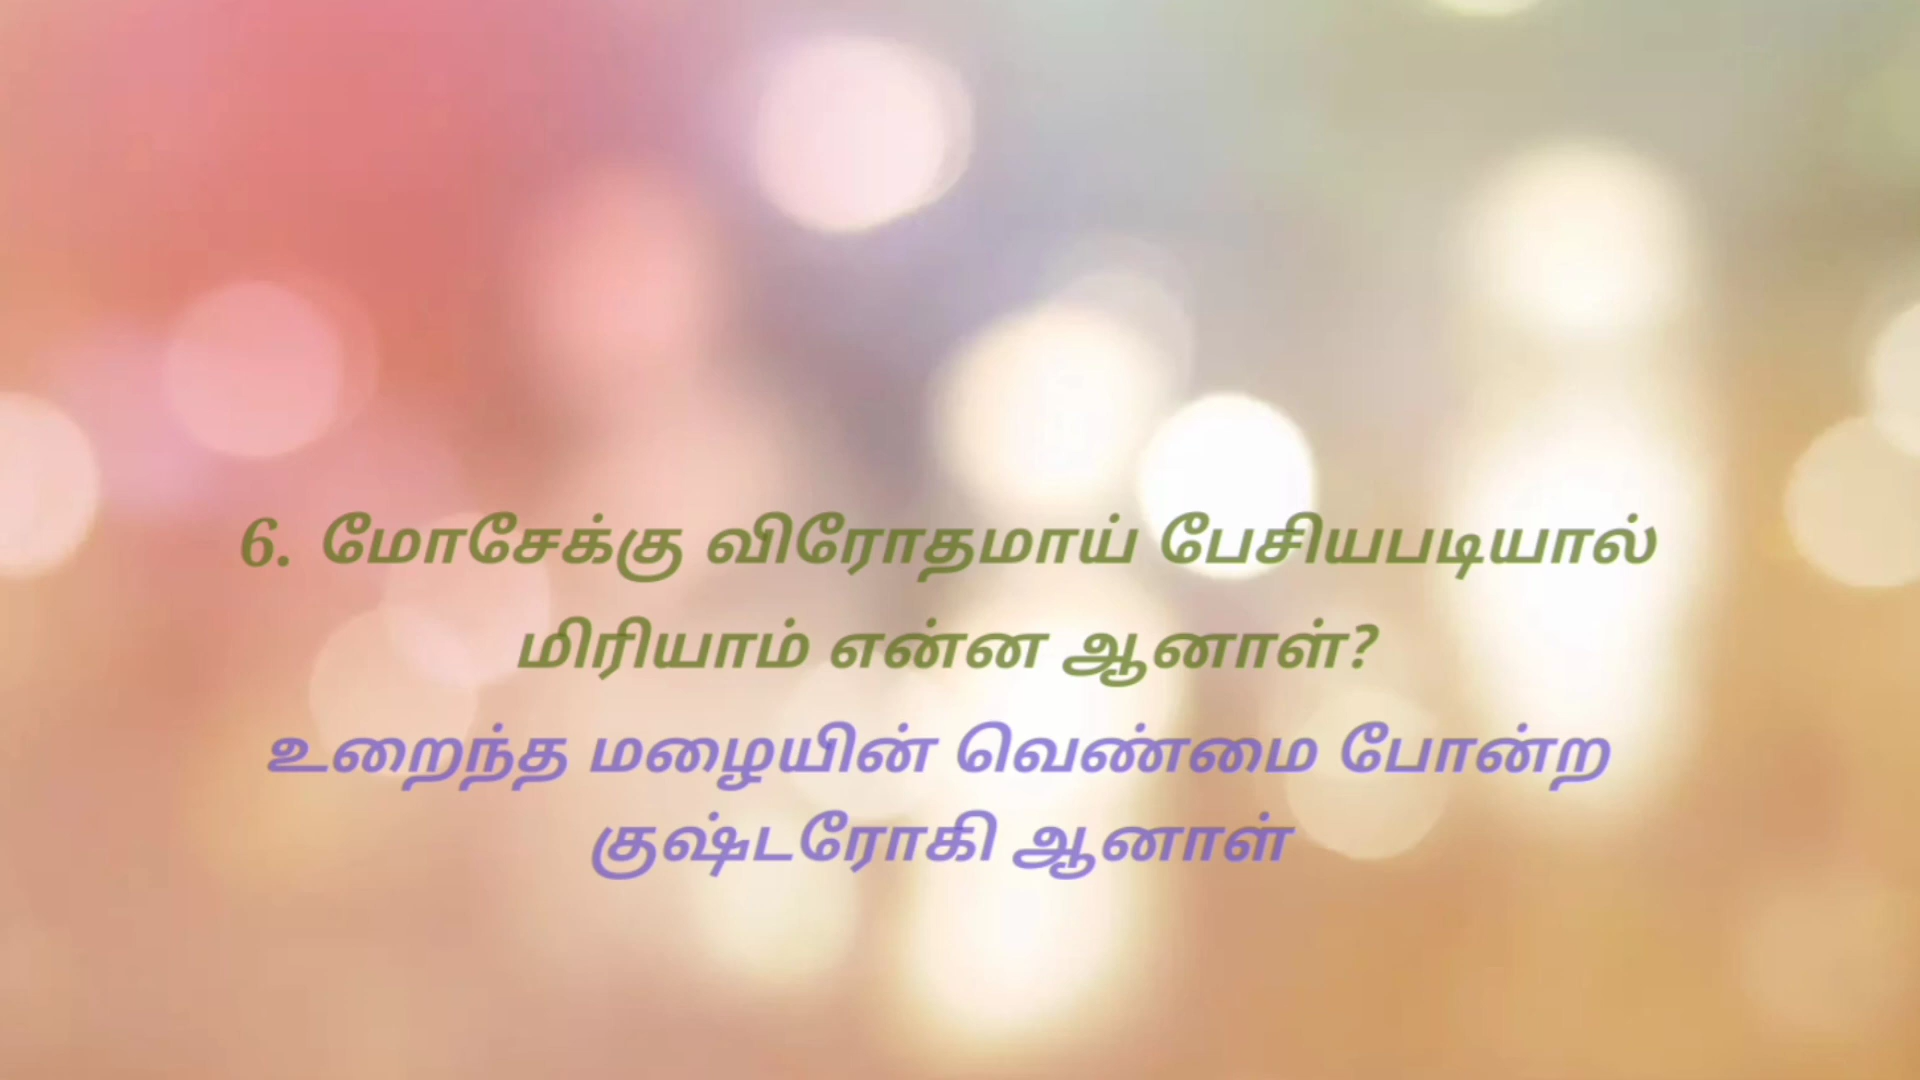 6. மோசேக்கு விரோதமாய் பேசியபடியால்
மிரியாம் என்ன ஆனாள்?
உறைந்த மழையின் வெண்மை போன்ற
குஷ்டரோகி ஆனாள்